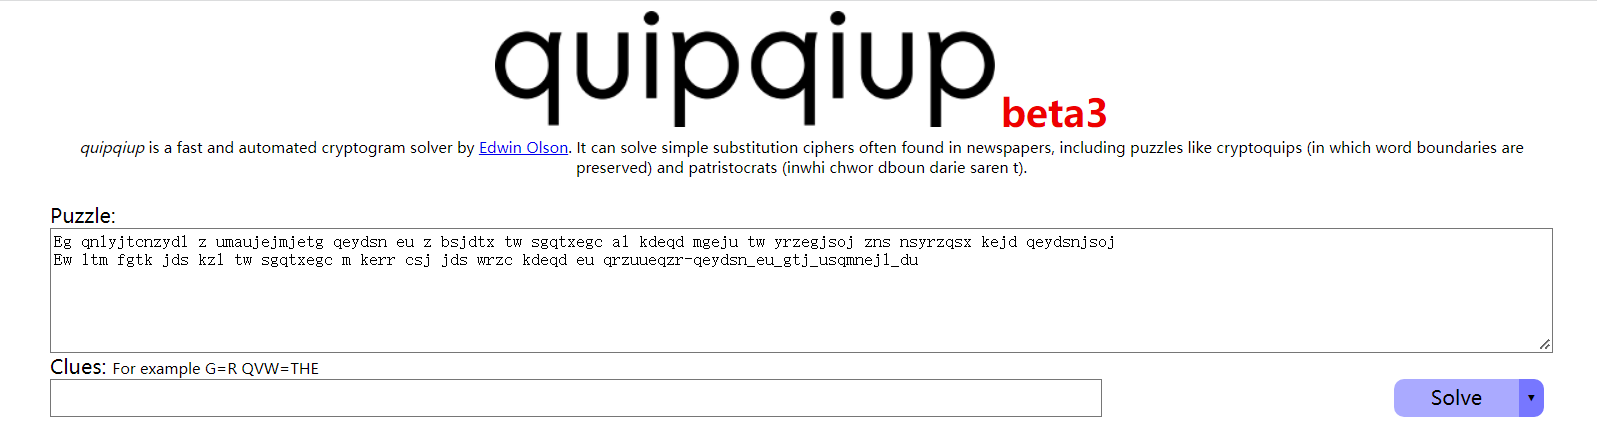 quipqiup beta3
quipqiup is a fast and automated cryptogram solver by Edwin Olson. It can solve simple substitution ciphers often found in newspapers, including puzzles like cryptoquips (in which word boundaries are
preserved) and patristocrats (inwhi chwor dboun darie saren t).
Puzzle:
Eg qnlyjtcnzydl z umaujejmjetg qeydsn eu z bsjdtx tw sgqtxegc al kdeqd mgeju tw yrzegjsoj zns nsyrzqsx kejd qeydsnjsoj
Ew ltm fgtk jds kzl tw sgqtxegc m kerr csj jds wrzc kdeqd eu qrzuueqzr-qeydsn_eu_gtj_usqmnejl_du
Clues: For example G=R QVW=THE
Solve ▼